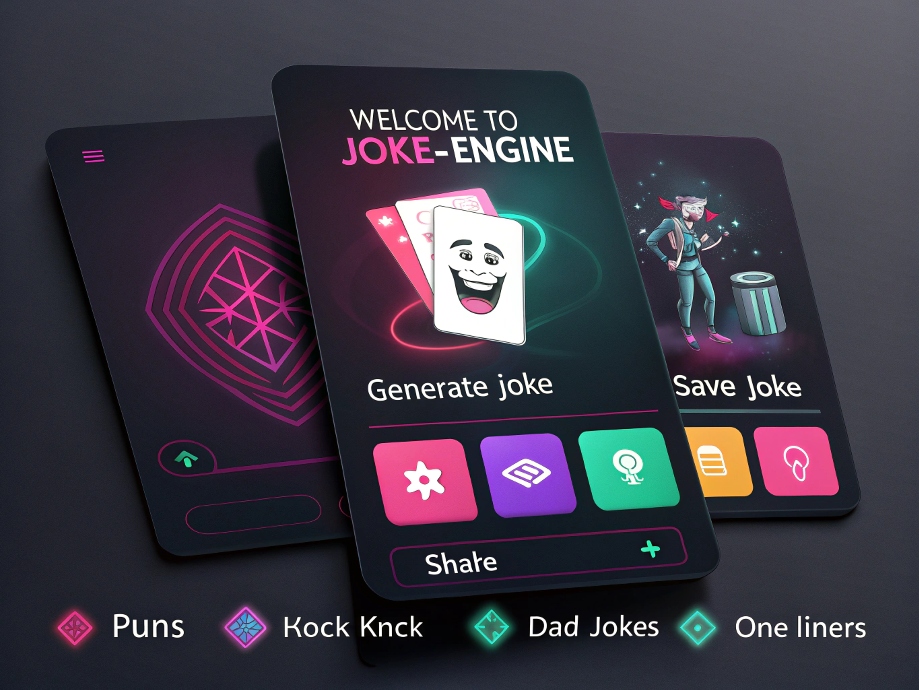 WELCOME TO
JOKE-ENGINE
Generate joke
Save Joke
Share
Puns
Kock Knck
Dad Jokes
One liners